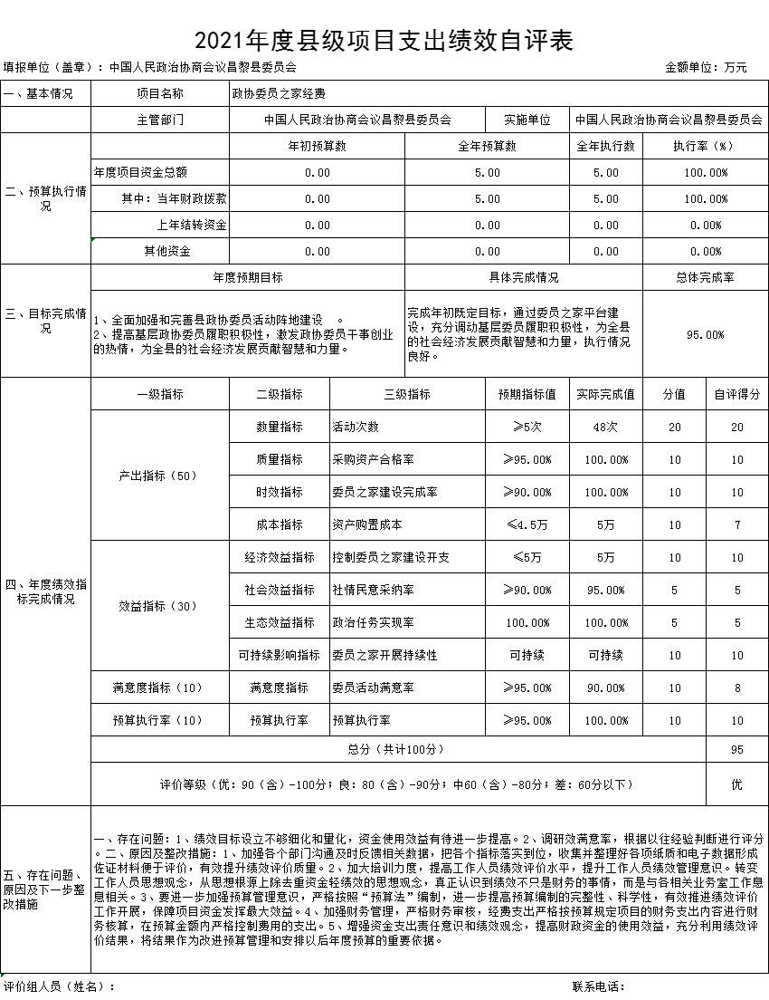 2021年度县级项目支出绩效自评表
填报单位（盖章）：中国人民政治协商会议昌黎县委员会 金额单位：万元
一、基本情况 项目名称 政协委员之家经费
主管部门 中国人民政治协商会议昌黎县委员会 实施单位 中国人民政治协商会议昌黎县委员会
二、预算执行情况
年初预算数 全年预算数 全年执行数 执行率（%）
年度项目资金总额 0.00 5.00 5.00 100.00%
其中：当年财政拨款 0.00 5.00 5.00 100.00%
上年结转资金 0.00 0.00 0.00 0.00%
其他资金 0.00 0.00 0.00 0.00%
三、目标完成情况
年度预期目标 具体完成情况 总体完成率
1、全面加强和完善县政协委员活动阵地建设 。
2、提高基层政协委员履职积极性，激发政协委员干事创业
的热情，为全县的社会经济发展贡献智慧和力量。
完成年初既定目标，通过委员之家平台建
设，充分调动基层委员履职积极性，为全县
的社会经济发展贡献智慧和力量，执行情况
良好。
95.00%
四、年度绩效指标完成情况
一级指标 二级指标 三级指标 预期指标值 实际完成值 分值 自评得分
产出指标（50）
数量指标 活动次数 ≥5次 48次 20 20
质量指标 采购资产合格率 ≥95.00% 100.00% 10 10
时效指标 委员之家建设完成率 ≥90.00% 100.00% 10 10
成本指标 资产购置成本 ≤4.5万 5万 10 7
效益指标（30）
经济效益指标 控制委员之家建设开支 ≤5万 5万 10 10
社会效益指标 社情民意采纳率 ≥90.00% 95.00% 5 5
生态效益指标 政治任务实现率 100.00% 100.00% 5 5
可持续影响指标 委员之家开展持续性 可持续 可持续 10 10
满意度指标（10） 满意度指标 委员活动满意率 ≥95.00% 90.00% 10 8
预算执行率（10） 预算执行率 预算执行率 ≥95.00% 100.00% 10 10
总分（共计100分） 95
评价等级（优：90（含）-100分；良：80（含）-90分；中60（含）-80分；差：60分以下） 优
五、存在问题、原因及下一步整改措施
一、存在问题：1、绩效目标设立不够细化和量化，资金使用效益有待进一步提高。2、调研效满意率，根据以往经验判断进行评分
。二、原因及整改措施：1、加强各个部门沟通及时反馈相关数据，把各个指标落实到位，收集并整理好各项纸质和电子数据形成
佐证材料便于评价，有效提升绩效评价质量。2、加大培训力度，提高工作人员绩效评价水平，提升工作人员绩效管理意识。转变
工作人员思想观念，从思想根源上除去重资金轻绩效的思想观念，真正认识到绩效不只是财务的事情，而是与各相关业务室工作息
息相关。3、要进一步加强预算管理意识，严格按照“预算法”编制，进一步提高预算编制的完整性、科学性，有效推进绩效评价
工作开展，保障项目资金发挥最大效益。4、加强财务管理，严格财务审核，经费支出严格按预算规定项目的财务支出内容进行财
务核算，在预算金额内严格控制费用的支出。5、增强资金支出责任意识和绩效观念，提高财政资金的使用效益，充分利用绩效评
价结果，将结果作为改进预算管理和安排以后年度预算的重要依据。
评价组人员（姓名）： 联系电话：